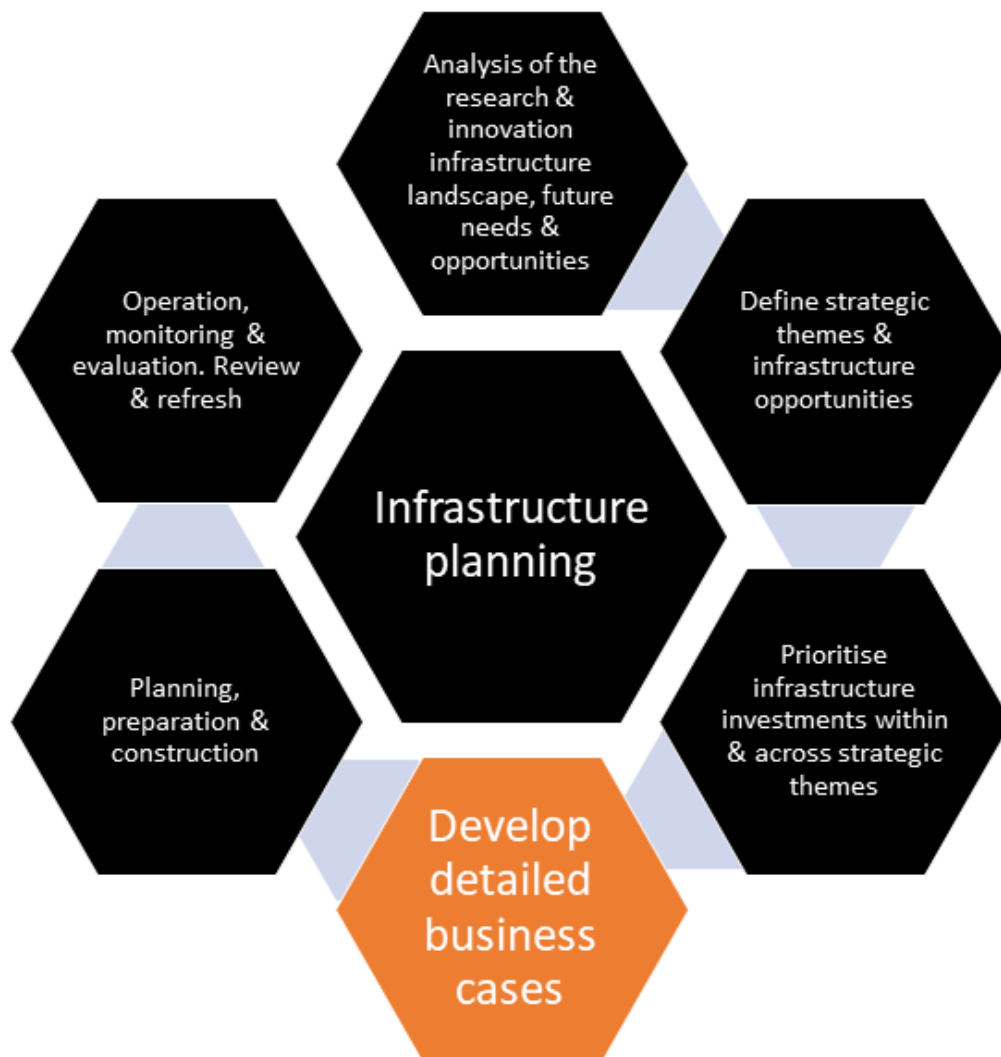 Analysis of the
research &
innovation
infrastructure
landscape, future
needs &
opportunities
Define strategic
themes &
infrastructure
opportunities
Prioritise
infrastructure
investments within
& across strategic
themes
Develop
detailed
business
cases
Planning,
preparation &
construction
Operation,
monitoring &
evaluation. Review
& refresh
Infrastructure
planning